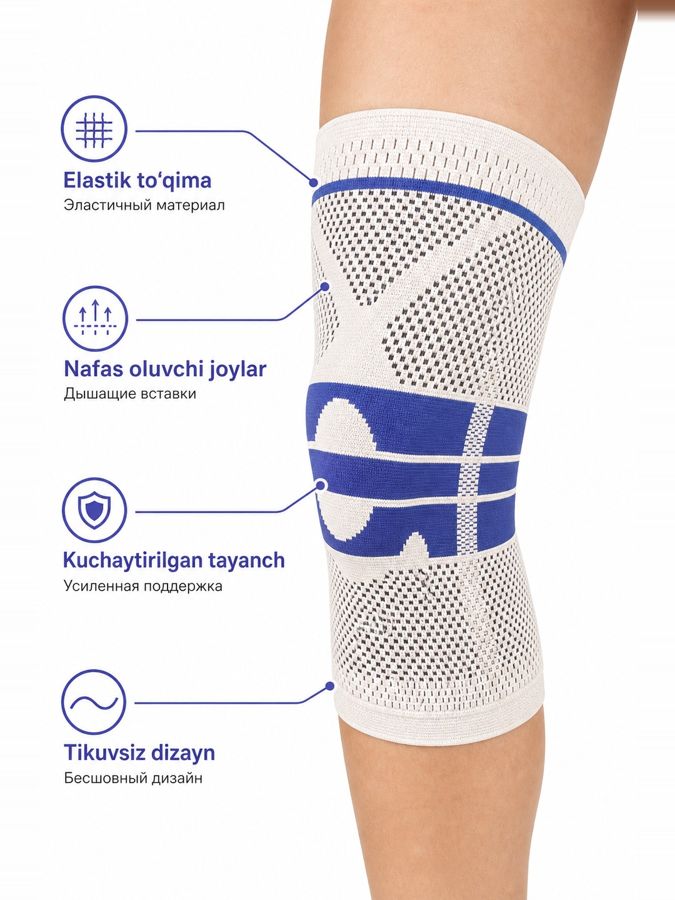 Elastik to‘qima
Эластичный материал
Nafas oluvchi joylar
Дышащие вставки
Kuchaytirilgan tayanch
Усиленная поддержка
Tikuvsiz dizayn
Бесшовный дизайн